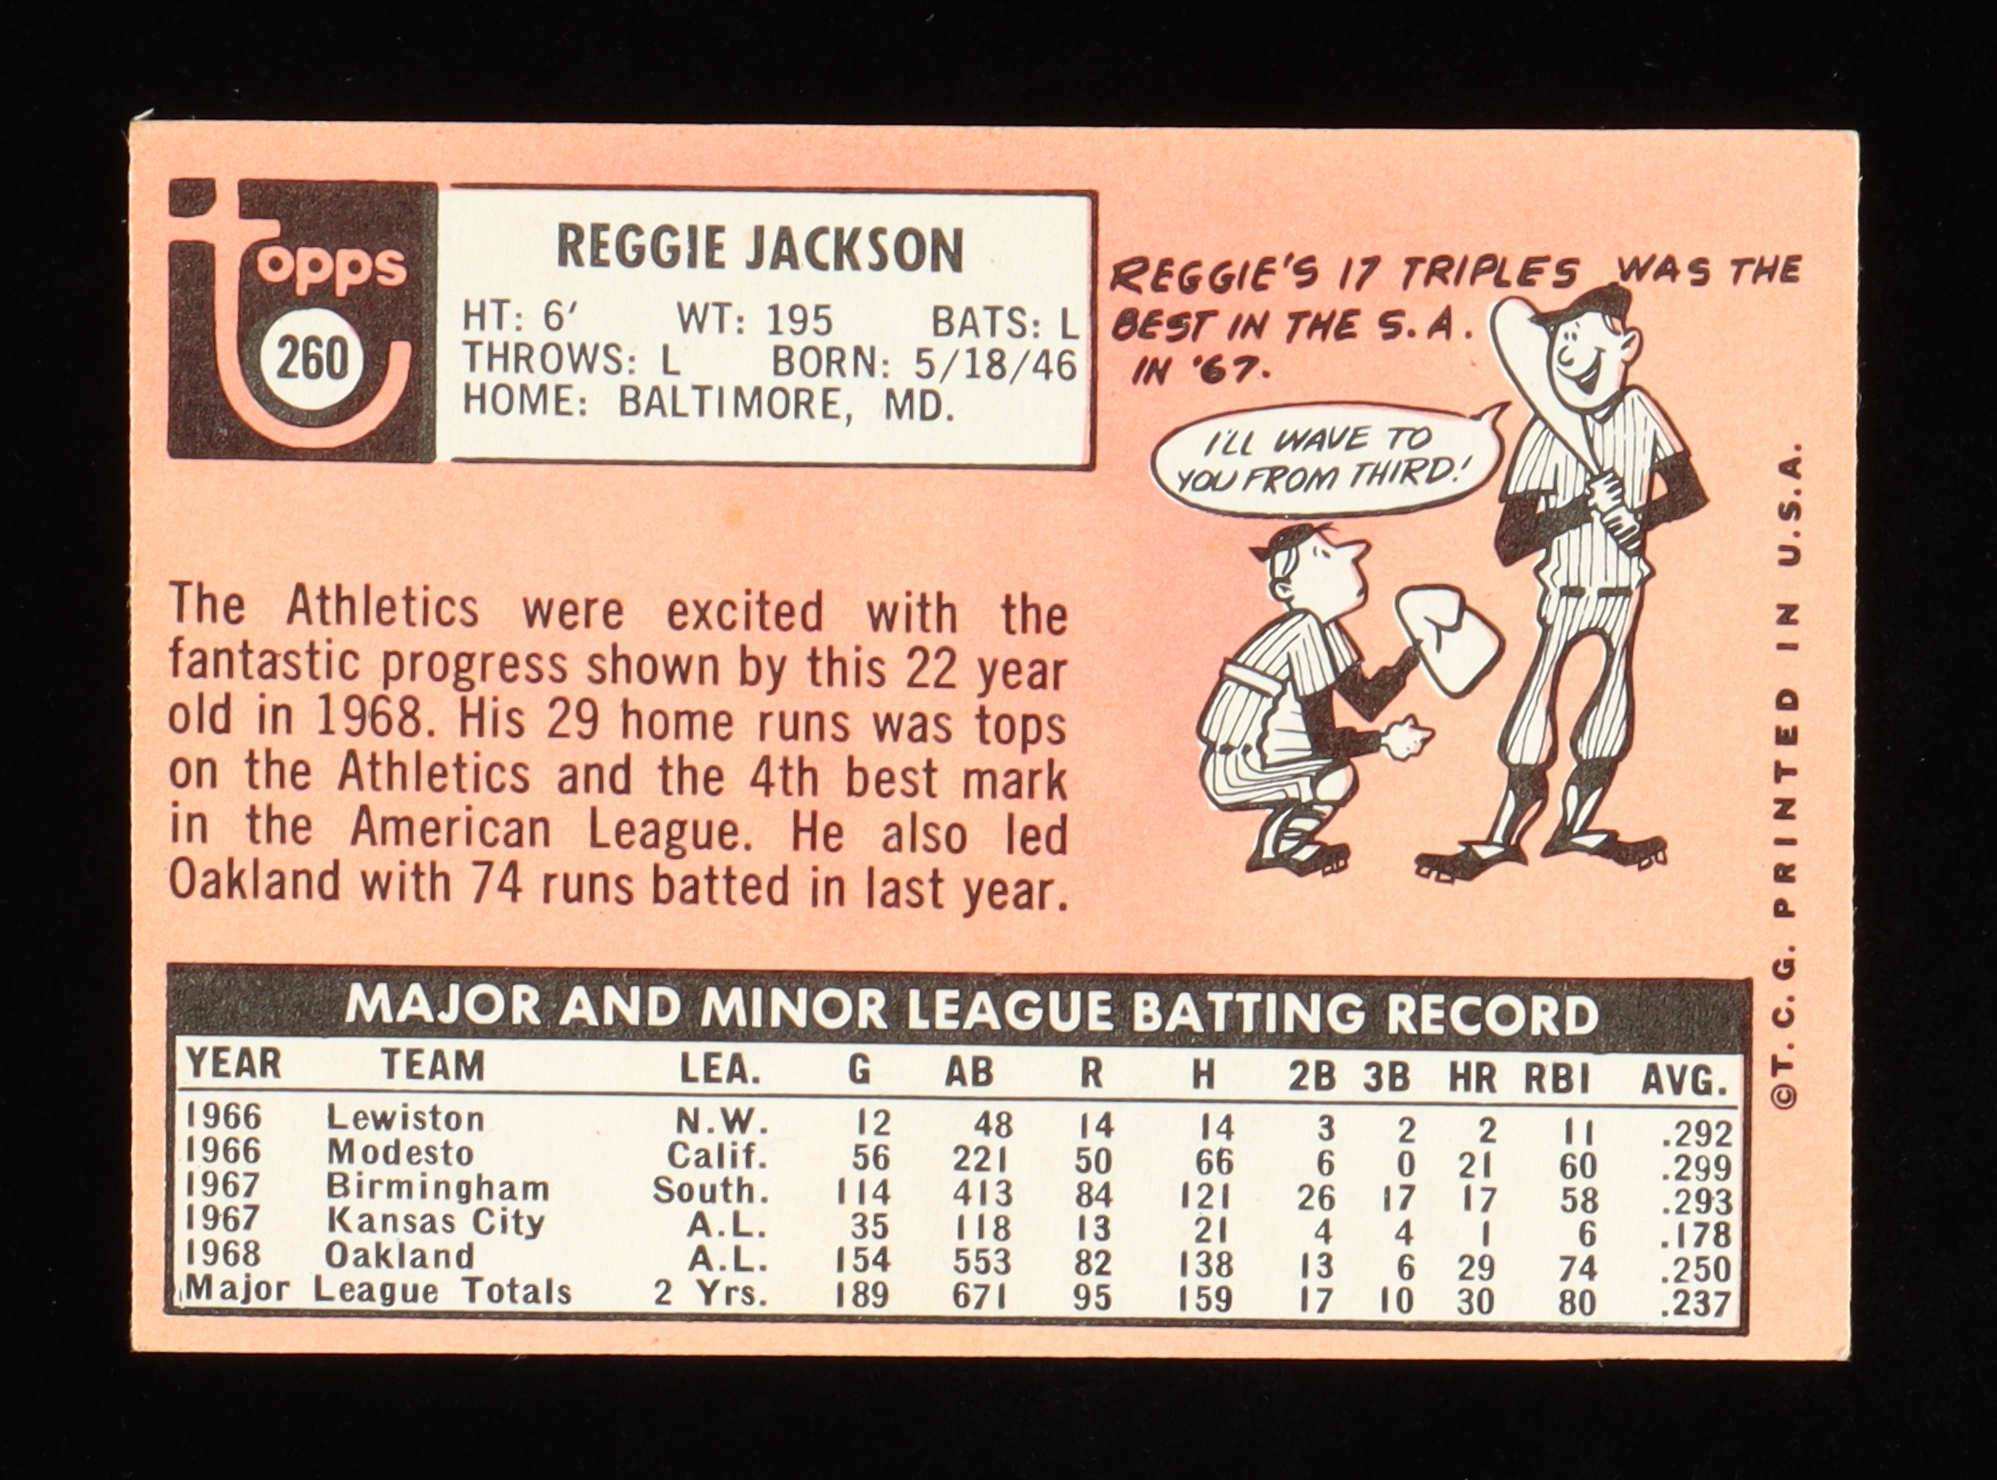 topps
260
REGGIE JACKSON
HT: 6' WT: 195 BATS: L
THROWS: L BORN: 5/18/46
HOME: BALTIMORE, MD.
REGGIE'S 17 TRIPLES WAS THE
BEST IN THE S.A.
IN '67.
I'LL WAVE TO
YOU FROM THIRD!
The Athletics were excited with the
fantastic progress shown by this 22 year
old in 1968. His 29 home runs was tops
on the Athletics and the 4th best mark
in the American League. He also led
Oakland with 74 runs batted in last year.
MAJOR AND MINOR LEAGUE BATTING RECORD
YEAR TEAM LEA. G AB R H 2B 3B HR RBI AVG.
1966 Lewiston N.W. 12 48 14 14 3 2 2 11 .292
1966 Modesto Calif. 56 221 50 66 6 0 21 60 .299
1967 Birmingham South. 114 413 84 121 26 17 17 58 .293
1967 Kansas City A.L. 35 118 13 21 4 4 1 6 .178
1968 Oakland A.L. 154 553 82 138 13 6 29 74 .250
Major League Totals 2 Yrs. 189 671 95 159 17 10 30 80 .237
©T.C.G. PRINTED IN U.S.A.